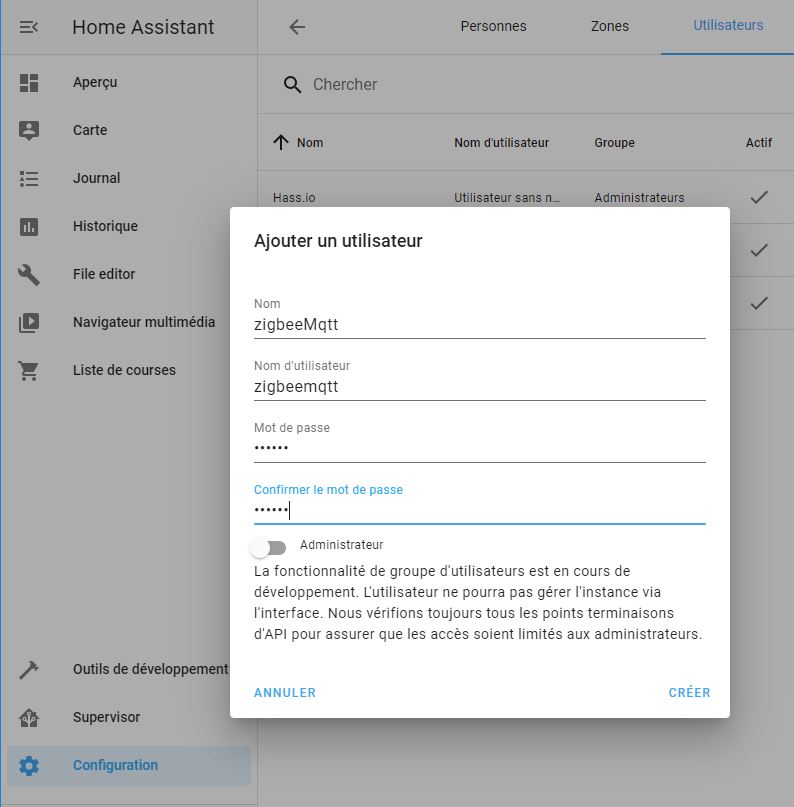 Home Assistant
Personnes
Zones
Utilisateurs
Aperçu
Carte
Journal
Historique
File editor
Navigateur multimédia
Liste de courses
Outils de développement
Supervisor
Configuration
Chercher
Nom
Nom d'utilisateur
Groupe
Actif
Hass.io
Utilisateur sans n...
Administrateurs
Ajouter un utilisateur
Nom
zigbeeMqtt
Nom d'utilisateur
zigbeemqtt
Mot de passe
••••••
Confirmer le mot de passe
••••••
Administrateur
La fonctionnalité de groupe d'utilisateurs est en cours de
développement. L'utilisateur ne pourra pas gérer l'instance via
l'interface. Nous vérifions toujours tous les points terminaisons
d'API pour assurer que les accès soient limités aux administrateurs.
ANNULER
CRÉER